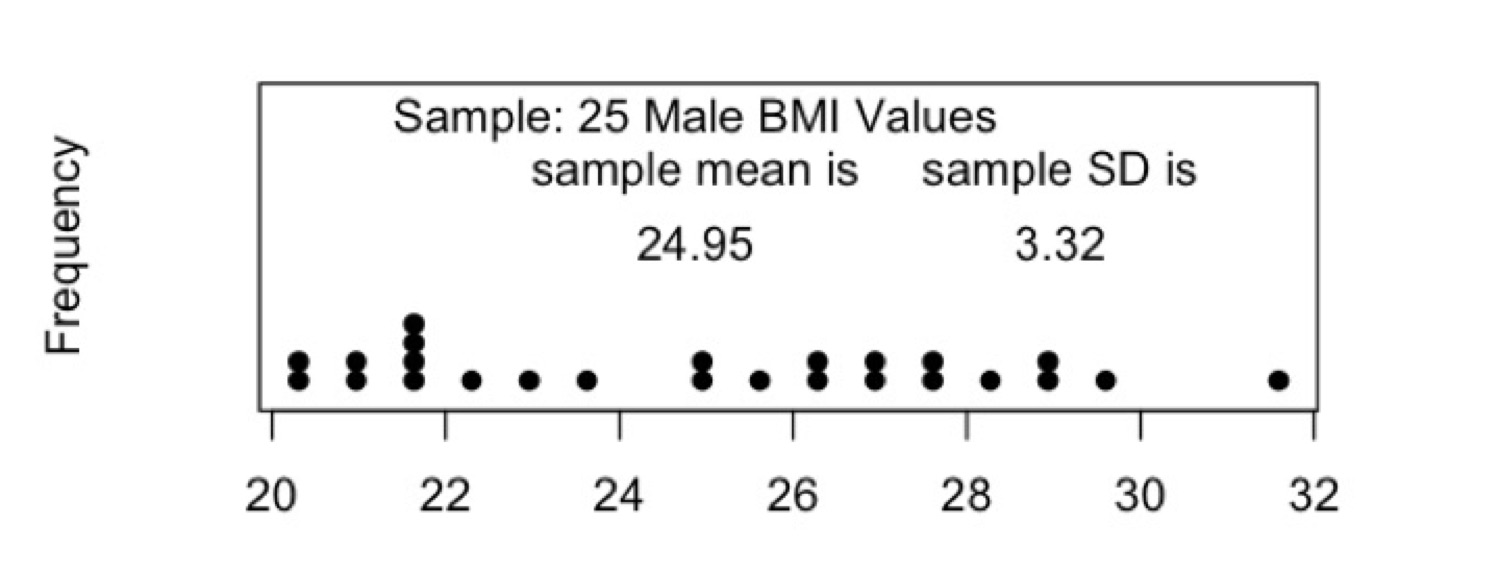 Sample: 25 Male BMI Values
sample mean is sample SD is
24.95 3.32
Frequency
20 22 24 26 28 30 32